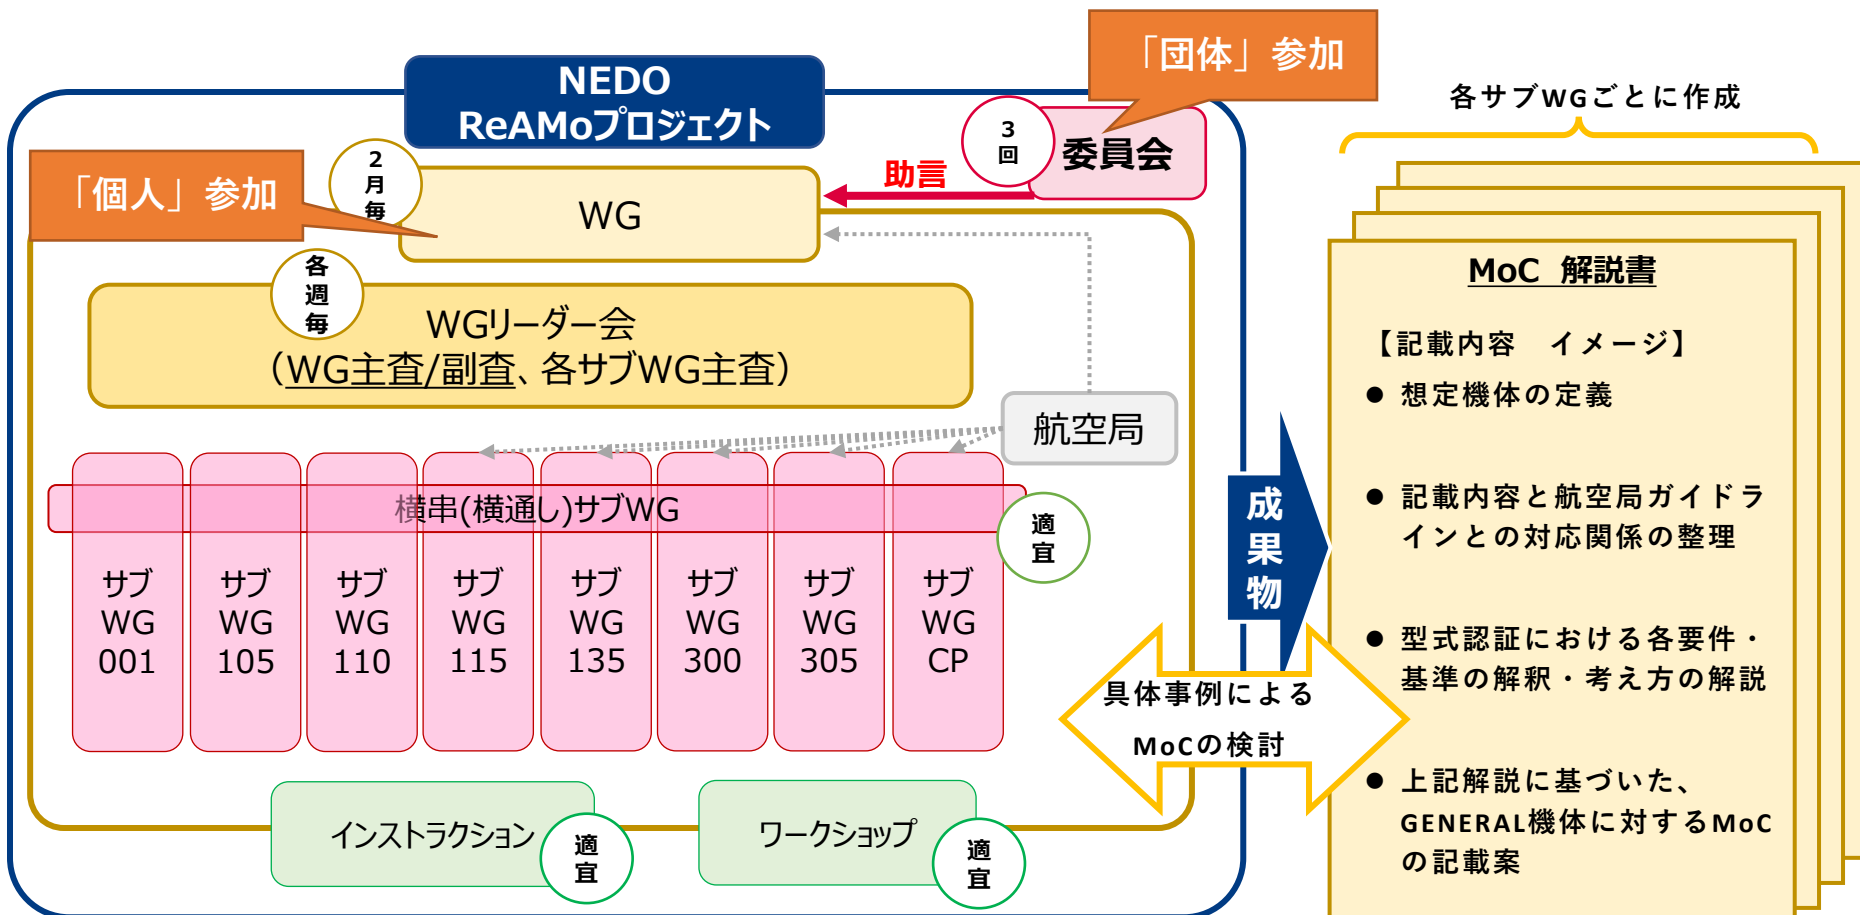 「団体」参加
NEDO
ReAMoプロジェクト
各サブWGごとに作成
3
回
委員会
助言
2
月
毎
「個人」参加
WG
各
週
毎
WGリーダー会
（WG主査/副査、各サブWG主査）
航空局
横串(横通し)サブWG
適
宜
サブ
WG
001
サブ
WG
105
サブ
WG
110
サブ
WG
115
サブ
WG
135
サブ
WG
300
サブ
WG
305
サブ
WG
CP
インストラクション
適
宜
ワークショップ
適
宜
成
果
物
具体事例による
MoCの検討
MoC 解説書
【記載内容　イメージ】
● 想定機体の定義
● 記載内容と航空局ガイドラ
インとの対応関係の整理
● 型式認証における各要件・
基準の解釈・考え方の解説
● 上記解説に基づいた、
GENERAL機体に対するMoC
の記載案